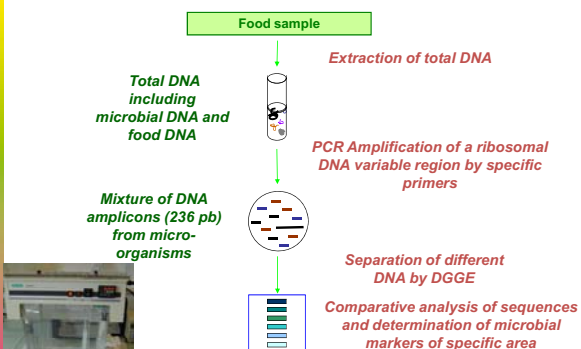 Food sample
Extraction of total DNA
Total DNA
including
microbial DNA and
food DNA
PCR Amplification of a ribosomal
DNA variable region by specific
primers
Mixture of DNA
amplicons (236 pb)
from micro-
organisms
Separation of different
DNA by DGGE
Comparative analysis of sequences
and determination of microbial
markers of specific area